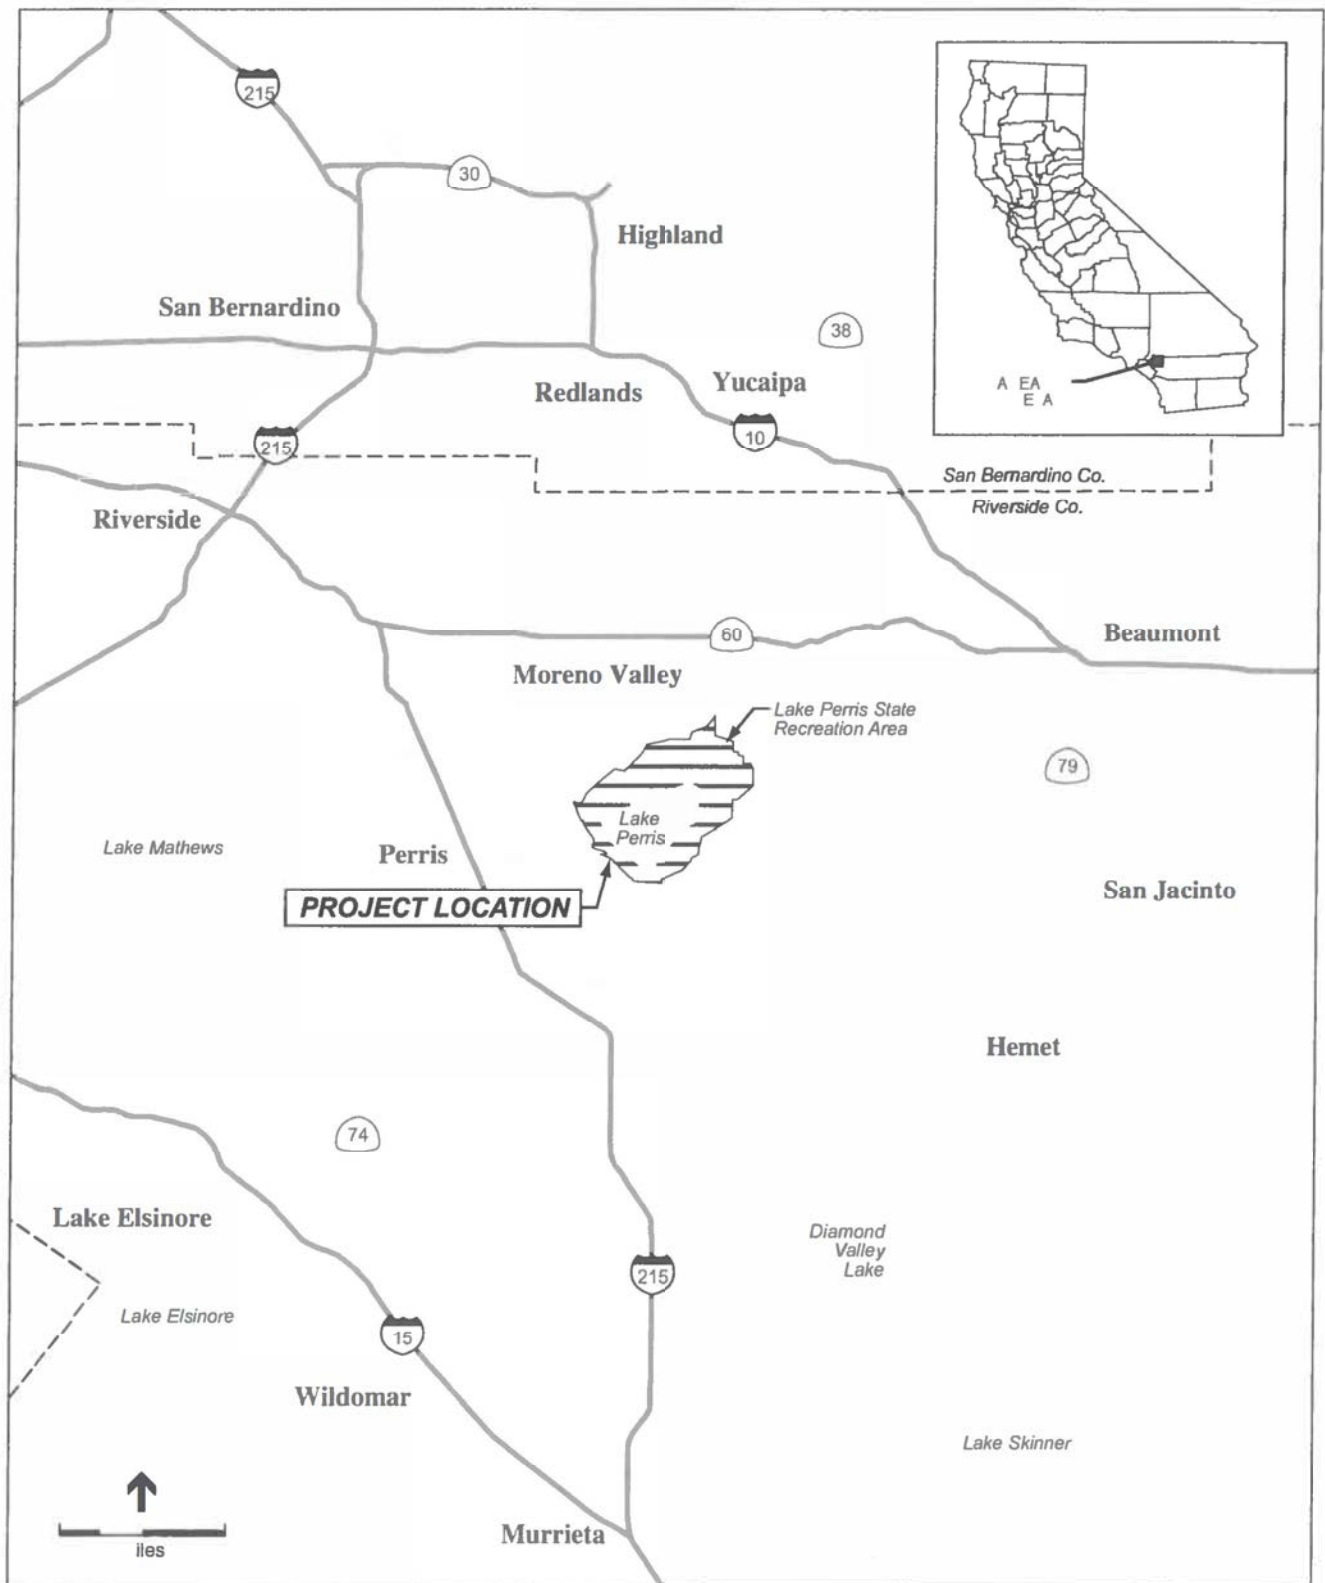 215
30
Highland
San Bernardino
38
Redlands
Yucaipa
10
A EA
E A
215
San Bernardino Co.
Riverside Co.
Riverside
60
Beaumont
Moreno Valley
Lake Perris State
Recreation Area
79
Lake
Perris
Lake Mathews
Perris
San Jacinto
PROJECT LOCATION
Hemet
74
Lake Elsinore
Diamond
Valley
Lake
215
Lake Elsinore
15
Wildomar
Lake Skinner
Murrieta
iles